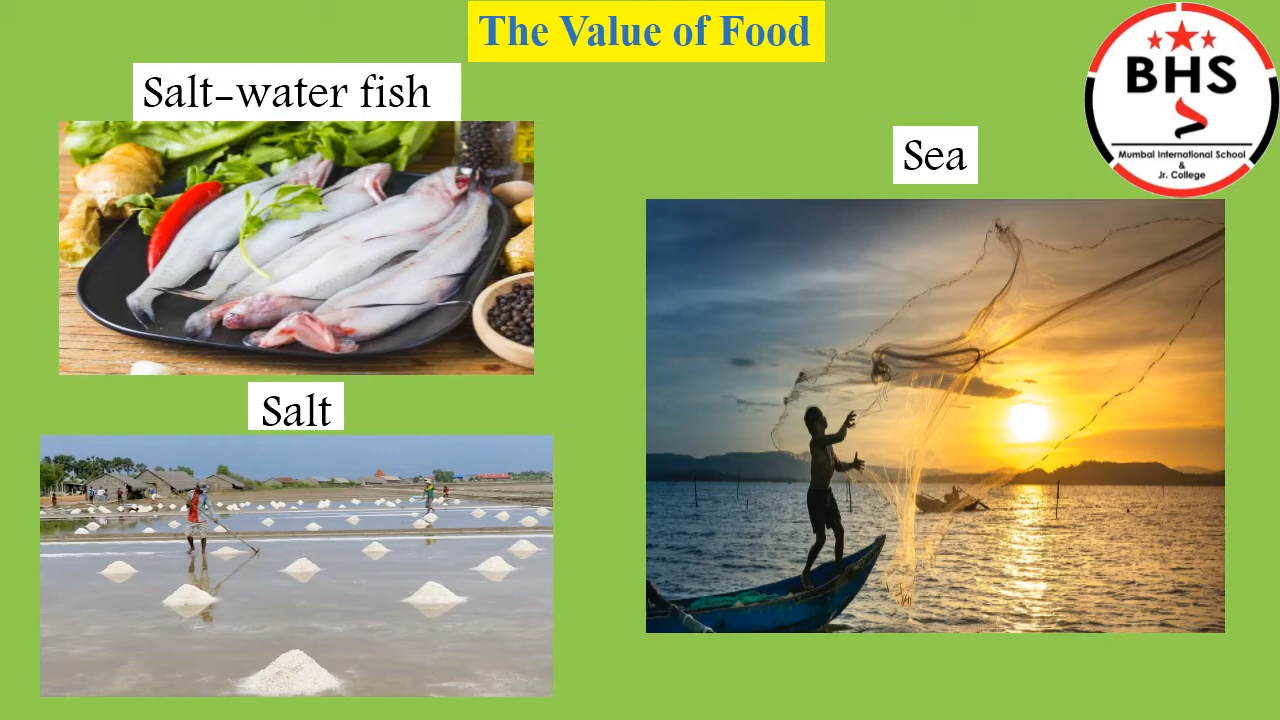 The Value of Food
Salt-water fish
BHS
Mumbai International School
&
Jr. College
Sea
Salt